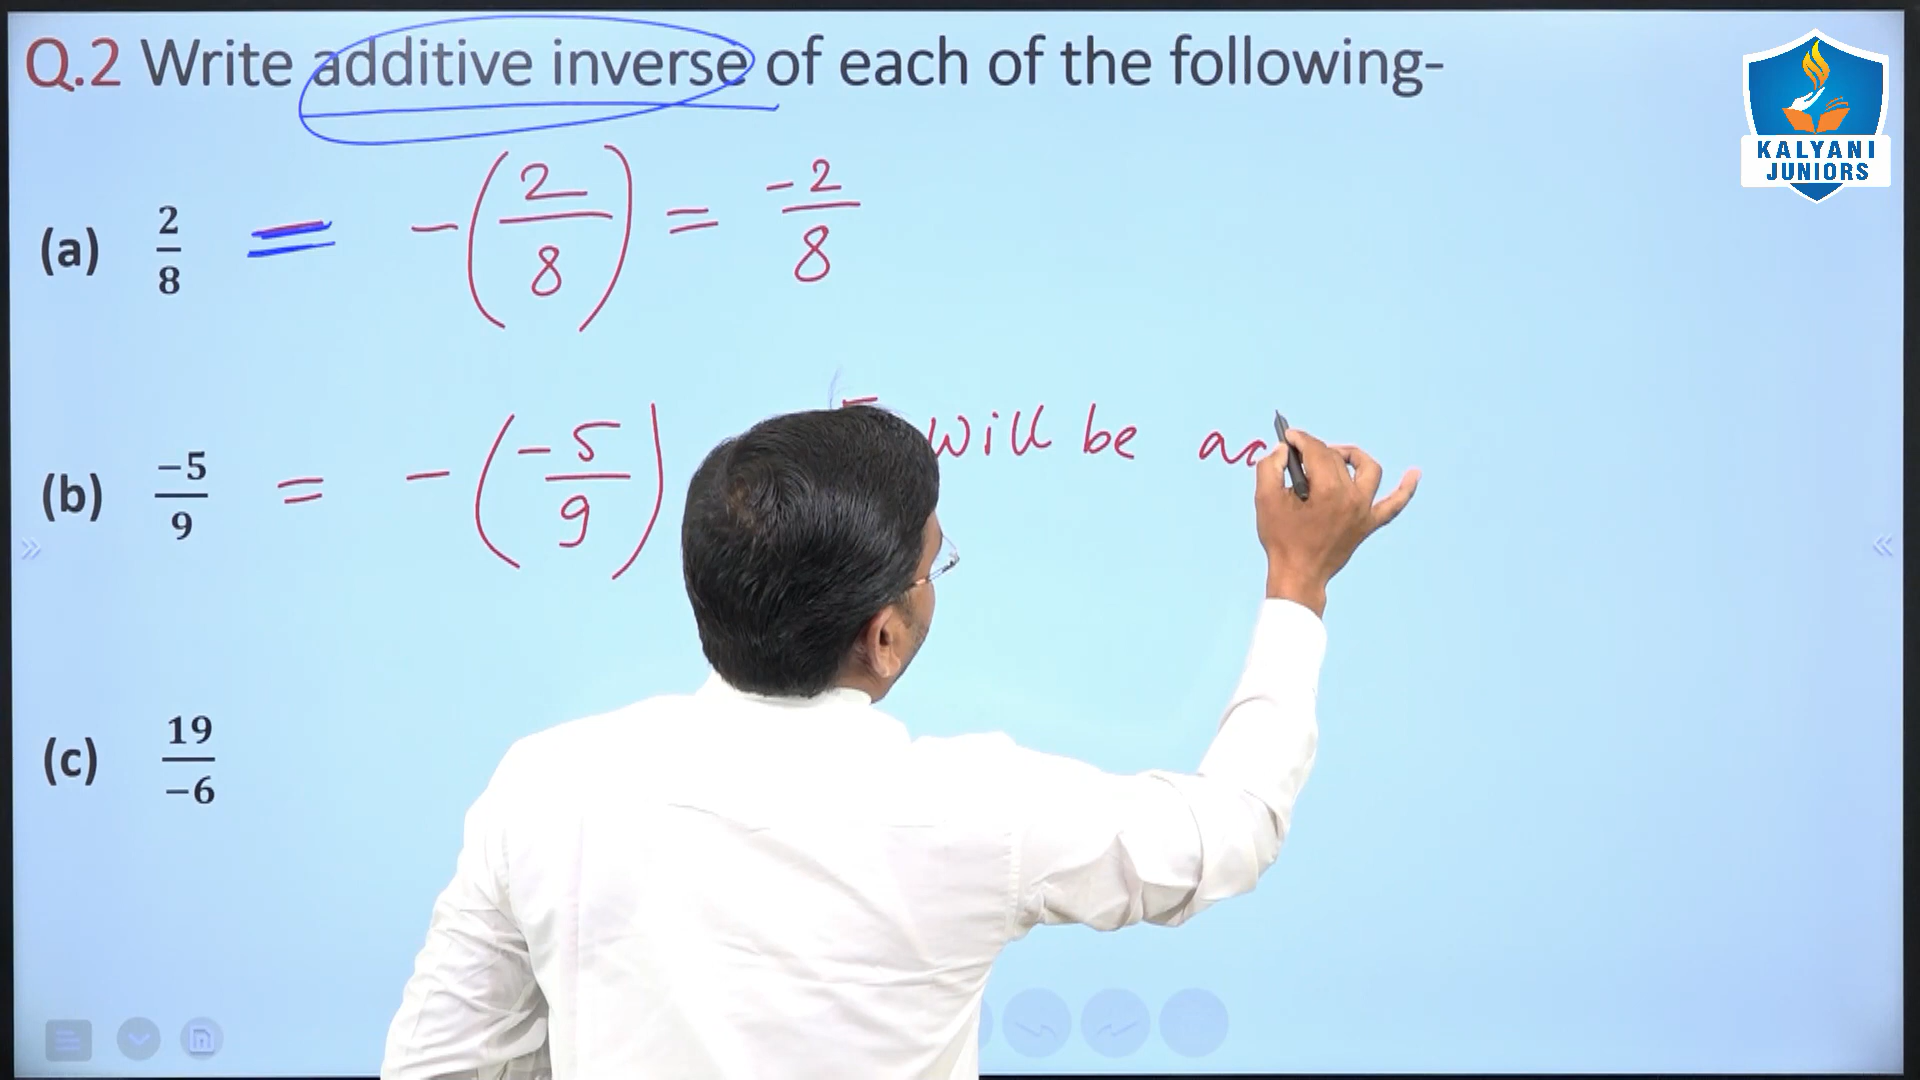 Q.2 Write additive inverse of each of the following-
KALYANI
JUNIORS
(a) 2/8 = -(2/8) = -2/8
(b) -5/9 = -(-5/9) 5 will be
(c) 19/-6